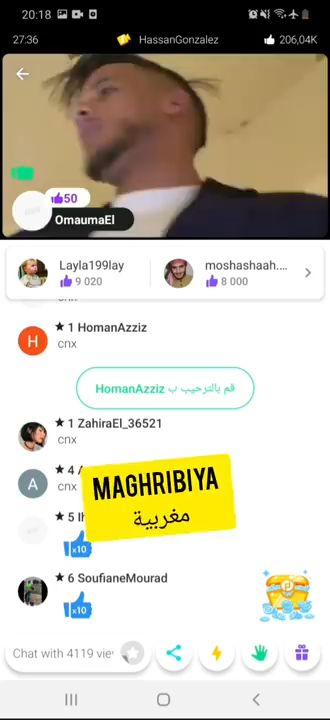 20:18
27:36
HassanGonzalez
206,04K
50
OmaumaEl
Layla199lay
9 020
moshashaah....
8 000
H
★ 1 HomanAzziz
cnx
قم بالترحيب ب HomanAzziz
★ 1 ZahiraEl_36521
cnx
A
★ 4
cnx
MAGHRIBIYA
مغربية
★ 5
x10
★ 6 SoufianeMourad
x10
Chat with 4119 vie